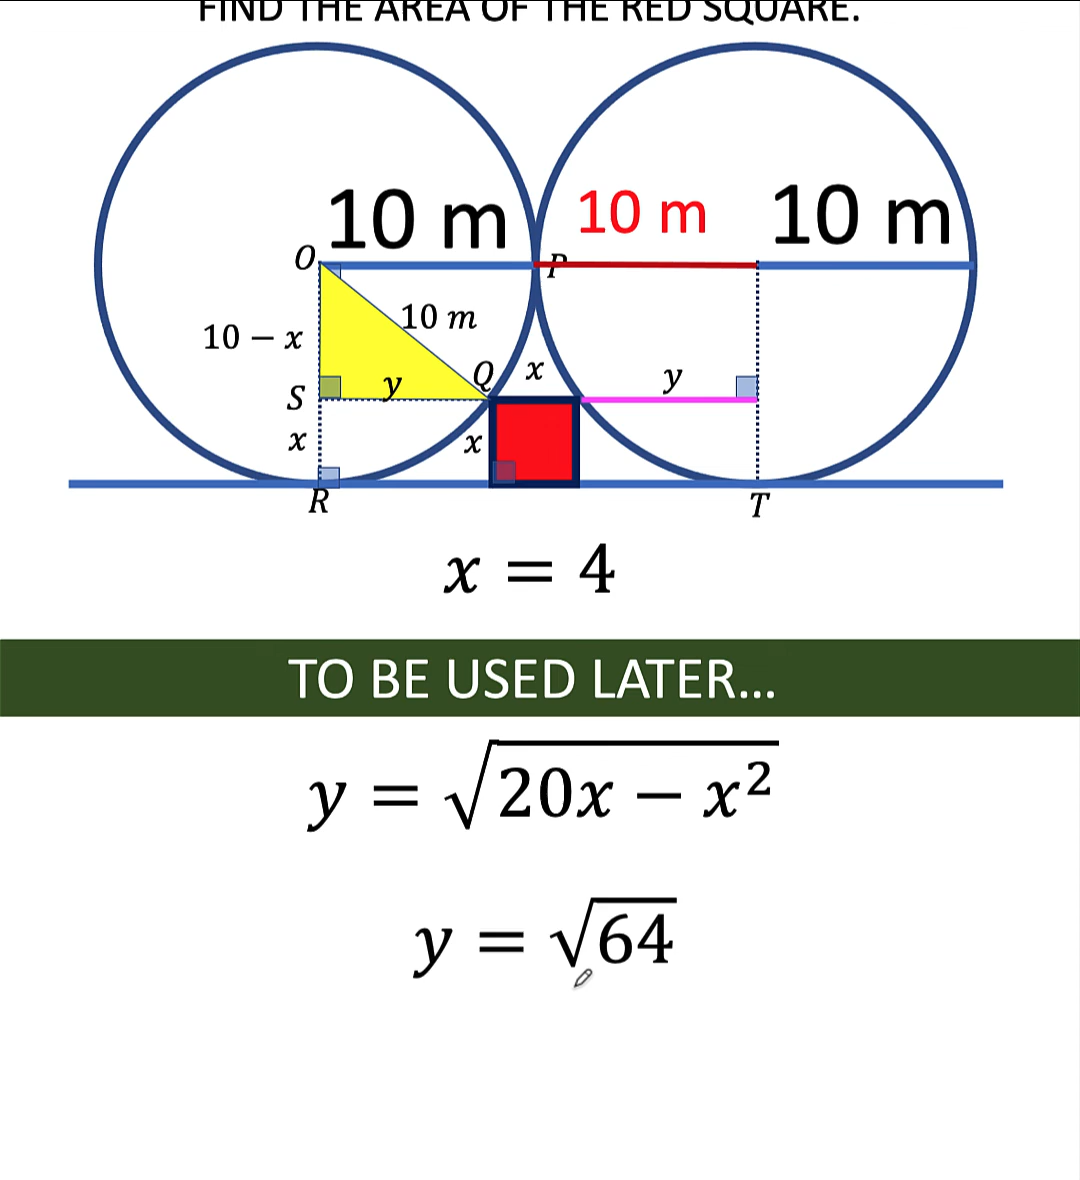 FIND THE AREA OF THE RED SQUARE.
10 m 10 m 10 m
O
P
10 m
10 − x
Q x
y y
S
x x
R T
x = 4
TO BE USED LATER...
y = √20x − x²
y = √64